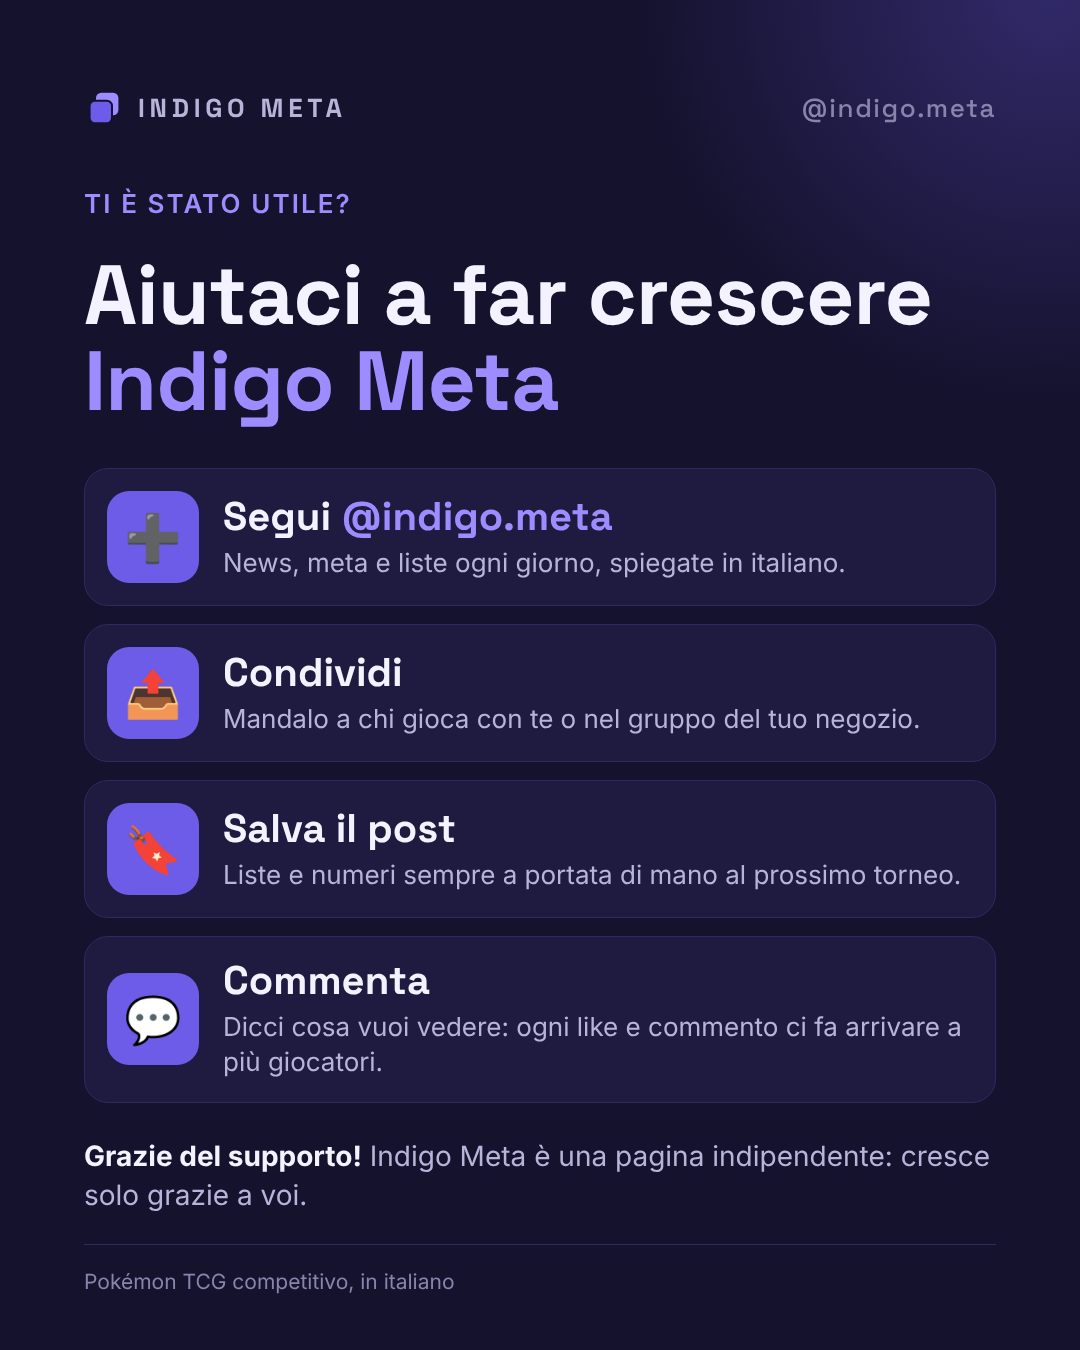 INDIGO META
@indigo.meta
TI È STATO UTILE?
Aiutaci a far crescere
Indigo Meta
Segui @indigo.meta
News, meta e liste ogni giorno, spiegate in italiano.
Condividi
Mandalo a chi gioca con te o nel gruppo del tuo negozio.
Salva il post
Liste e numeri sempre a portata di mano al prossimo torneo.
Commenta
Dicci cosa vuoi vedere: ogni like e commento ci fa arrivare a
più giocatori.
Grazie del supporto! Indigo Meta è una pagina indipendente: cresce
solo grazie a voi.
Pokémon TCG competitivo, in italiano